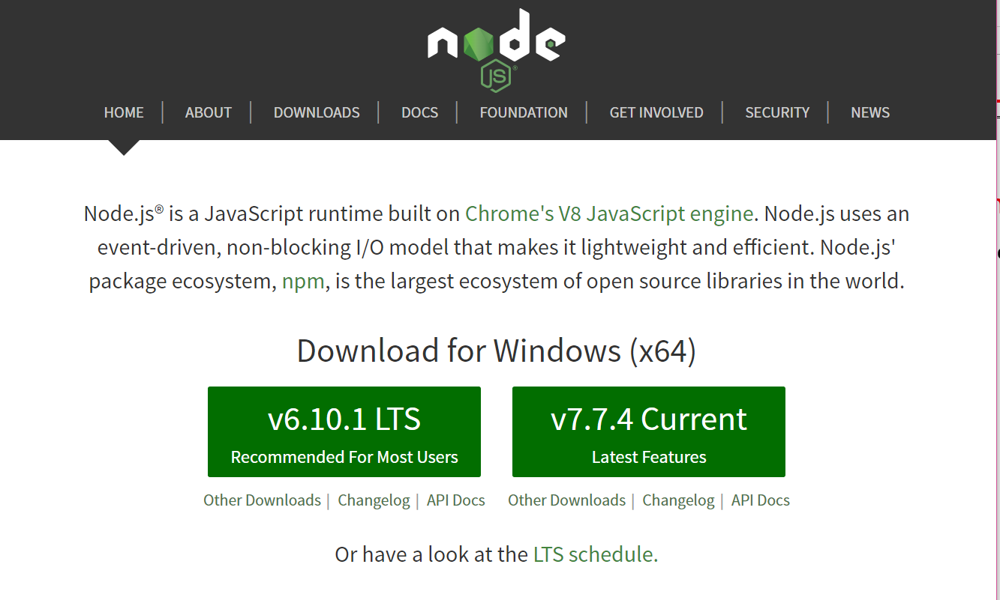 node
JS®
HOME | ABOUT | DOWNLOADS | DOCS | FOUNDATION | GET INVOLVED | SECURITY | NEWS
Node.js® is a JavaScript runtime built on Chrome's V8 JavaScript engine. Node.js uses an
event-driven, non-blocking I/O model that makes it lightweight and efficient. Node.js'
package ecosystem, npm, is the largest ecosystem of open source libraries in the world.
Download for Windows (x64)
v6.10.1 LTS
Recommended For Most Users
v7.7.4 Current
Latest Features
Other Downloads | Changelog | API Docs
Other Downloads | Changelog | API Docs
Or have a look at the LTS schedule.